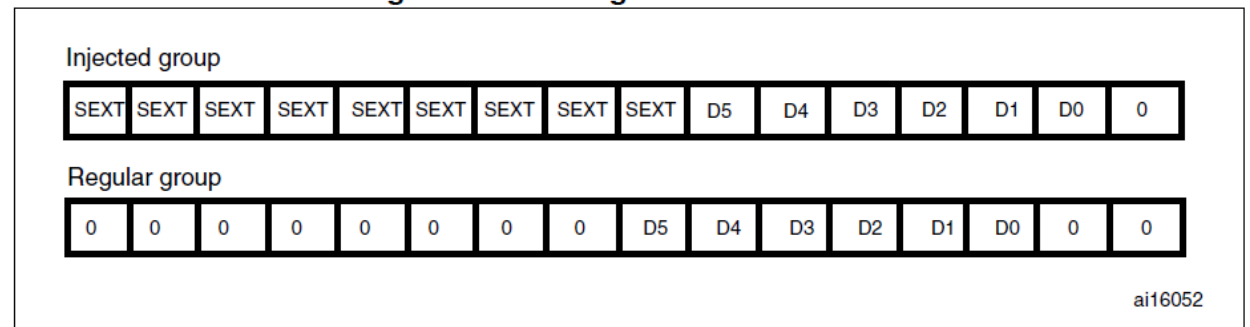 Injected group
SEXT SEXT SEXT SEXT SEXT SEXT SEXT SEXT SEXT D5 D4 D3 D2 D1 D0 0
Regular group
0 0 0 0 0 0 0 0 D5 D4 D3 D2 D1 D0 0 0
ai16052